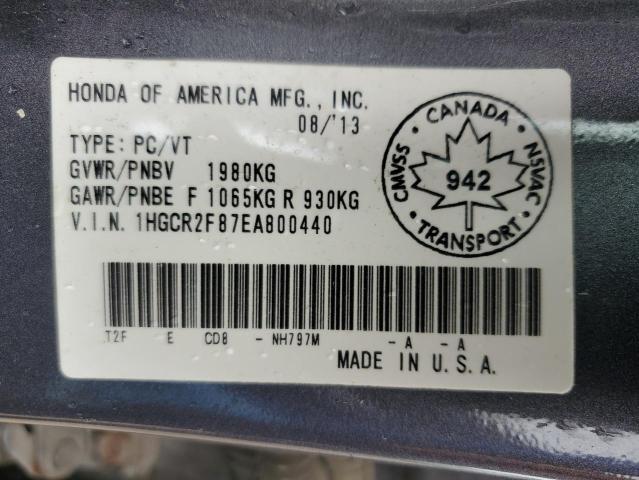 HONDA OF AMERICA MFG., INC.
08/'13
TYPE: PC/VT
GVWR/PNBV 1980KG
GAWR/PNBE F 1065KG R 930KG
V.I.N. 1HGCR2F87EA800440
CANADA
CMVSS
942
NSVAC
TRANSPORT
T2F E CD8 - NH797M - A - A
MADE IN U.S.A.